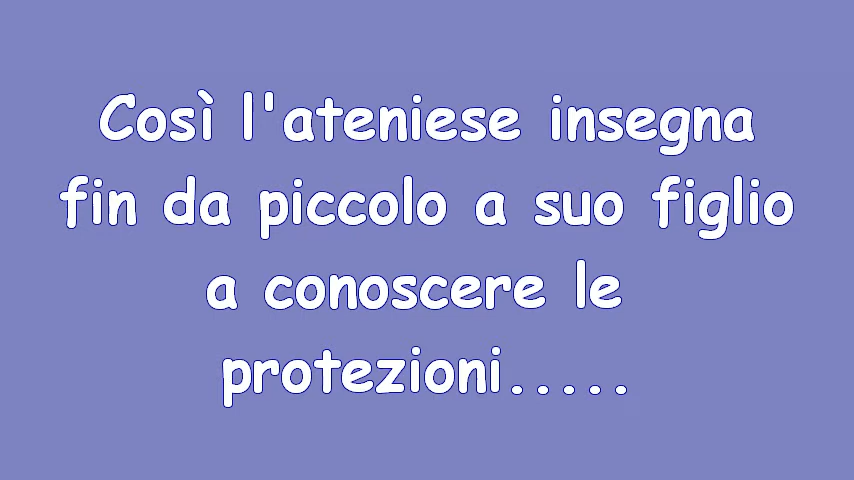 Così l'ateniese insegna
fin da piccolo a suo figlio
a conoscere le
protezioni.....